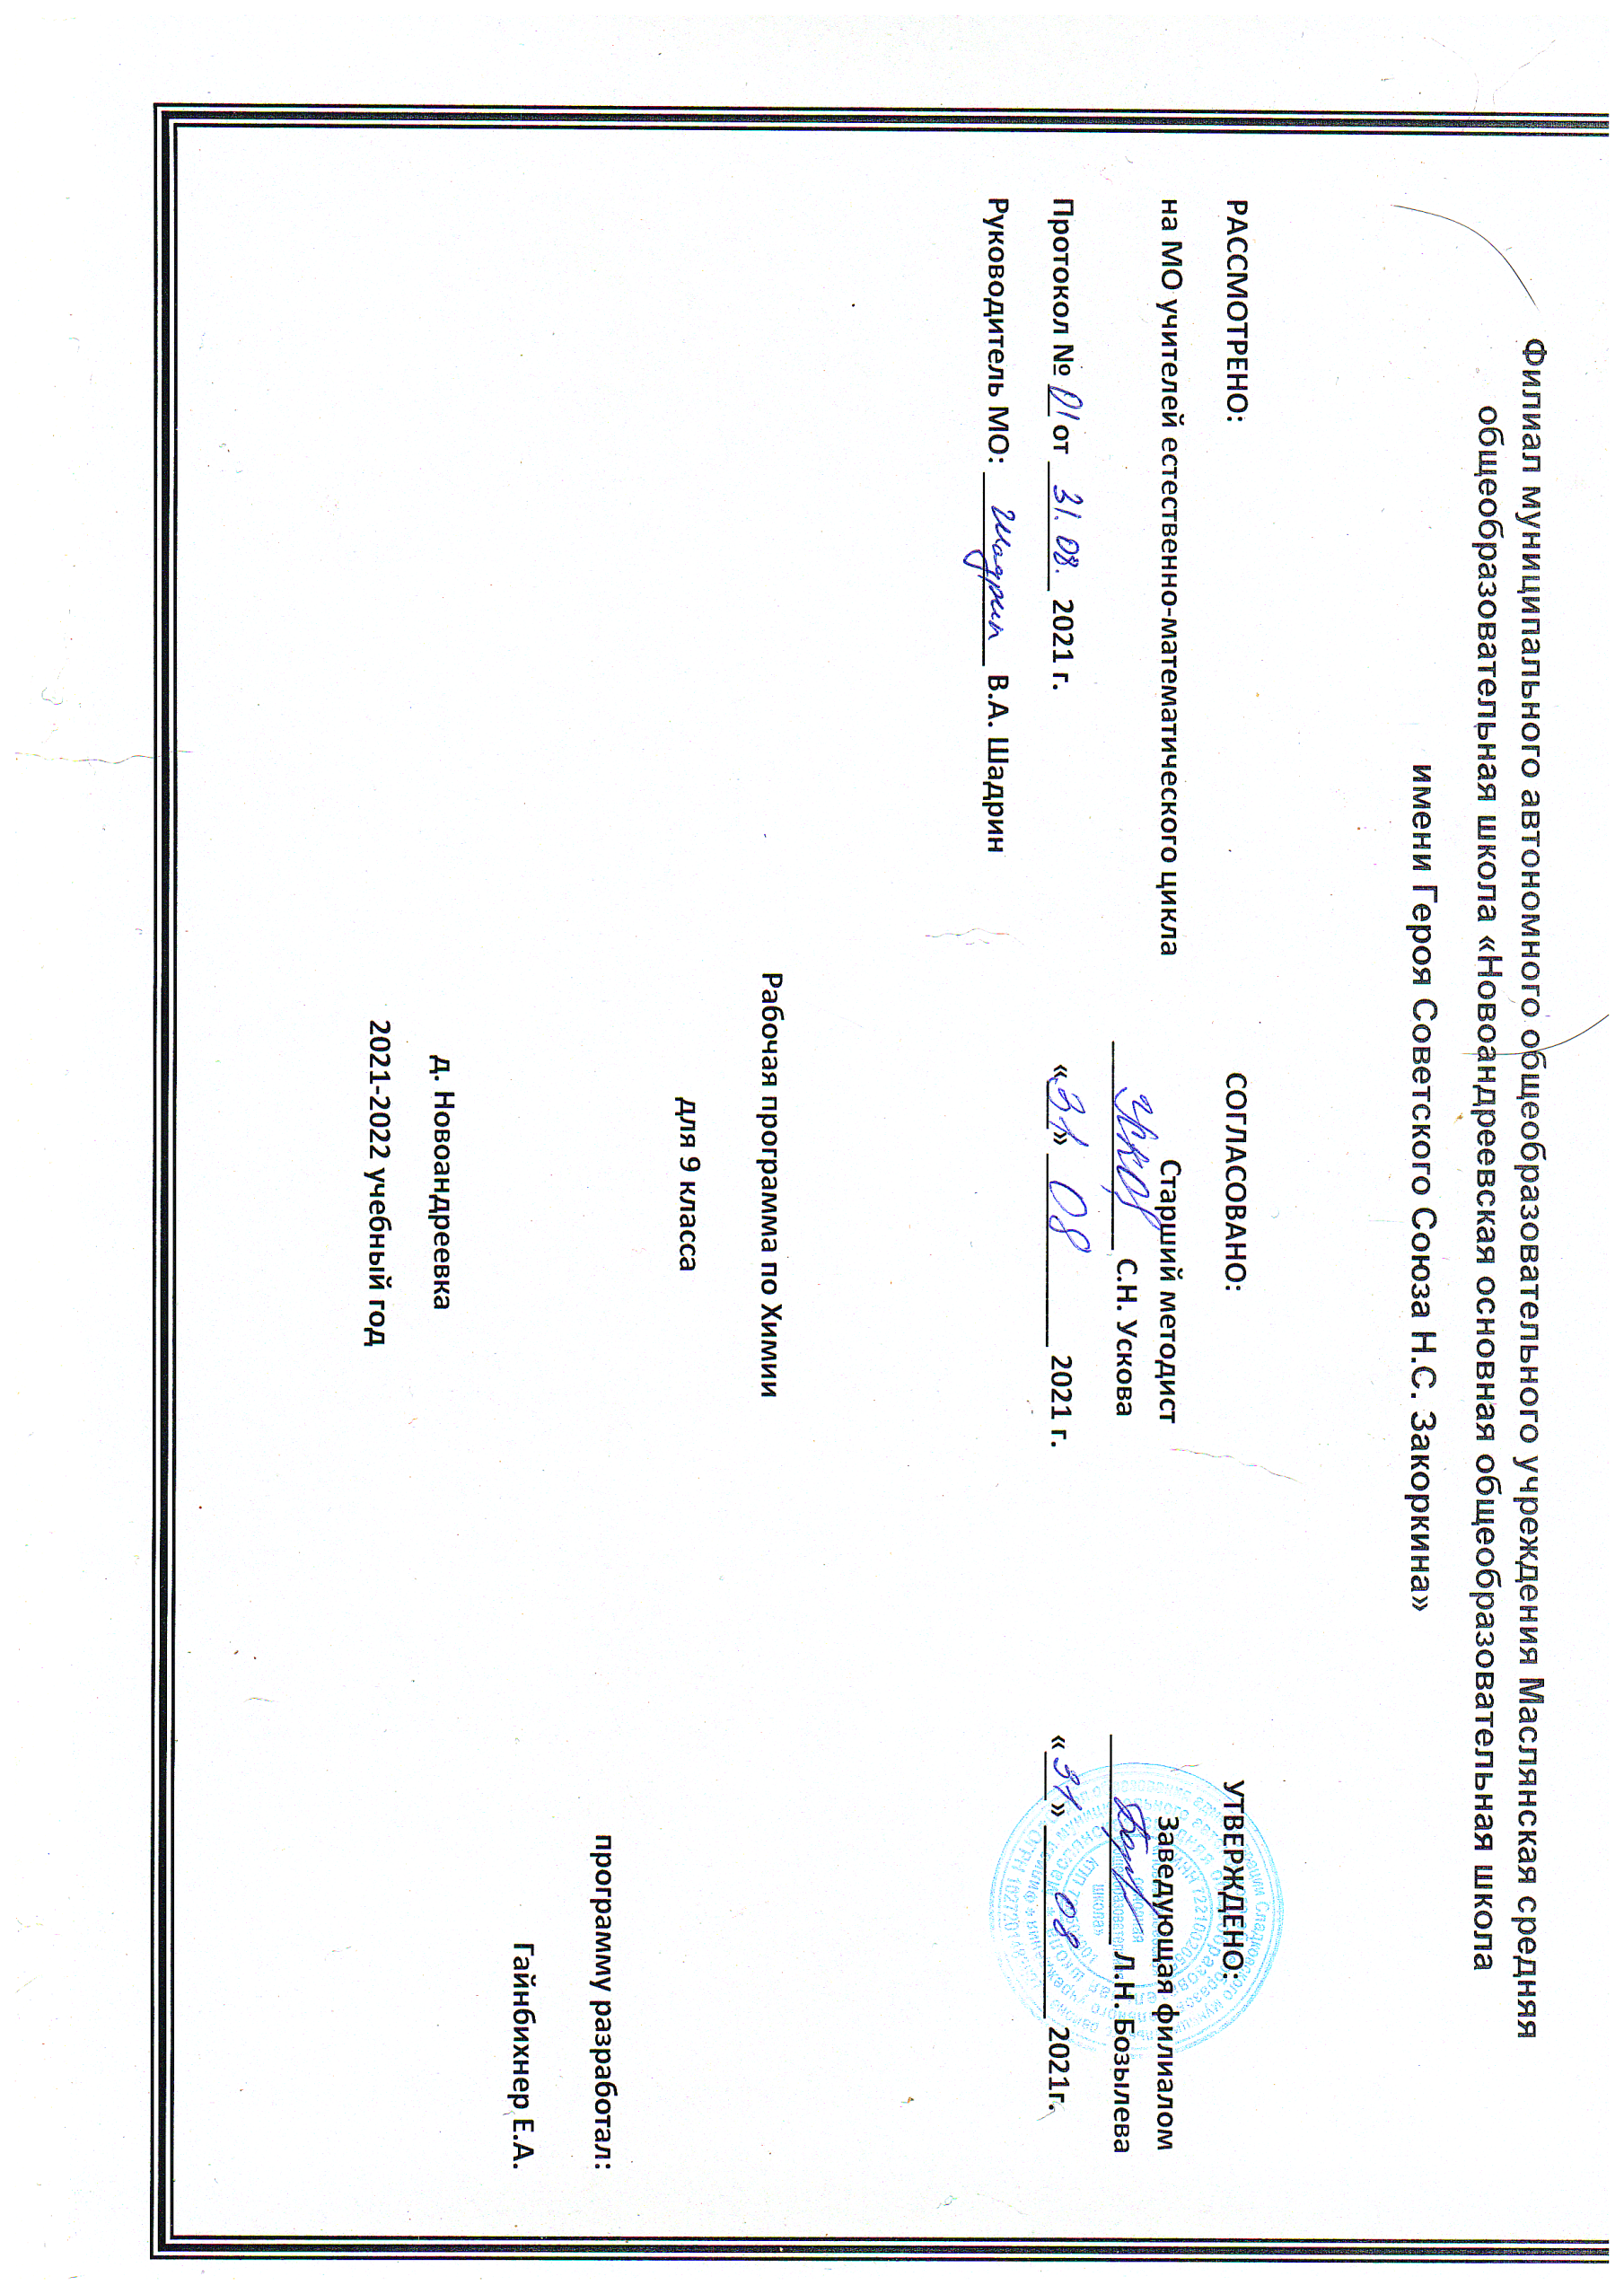 Филиал муниципального автономного общеобразовательного учреждения Маслянская средняя
общеобразовательная школа «Новоандреевская основная общеобразовательная школа
имени Героя Советского Союза Н.С. Закоркина»
РАССМОТРЕНО:
на МО учителей естественно-математического цикла
Протокол № 01 от 31.08. 2021 г.
Руководитель МО: Шадрин В.А. Шадрин
СОГЛАСОВАНО:
Старший методист
С.Н. Ускова
«31» 08 2021 г.
УТВЕРЖДЕНО:
Заведующая филиалом
Л.Н. Бозылева
«31» 08 2021г.
Рабочая программа по Химии
для 9 класса
программу разработал:
Гайнбихнер Е.А.
д. Новоандреевка
2021-2022 учебный год